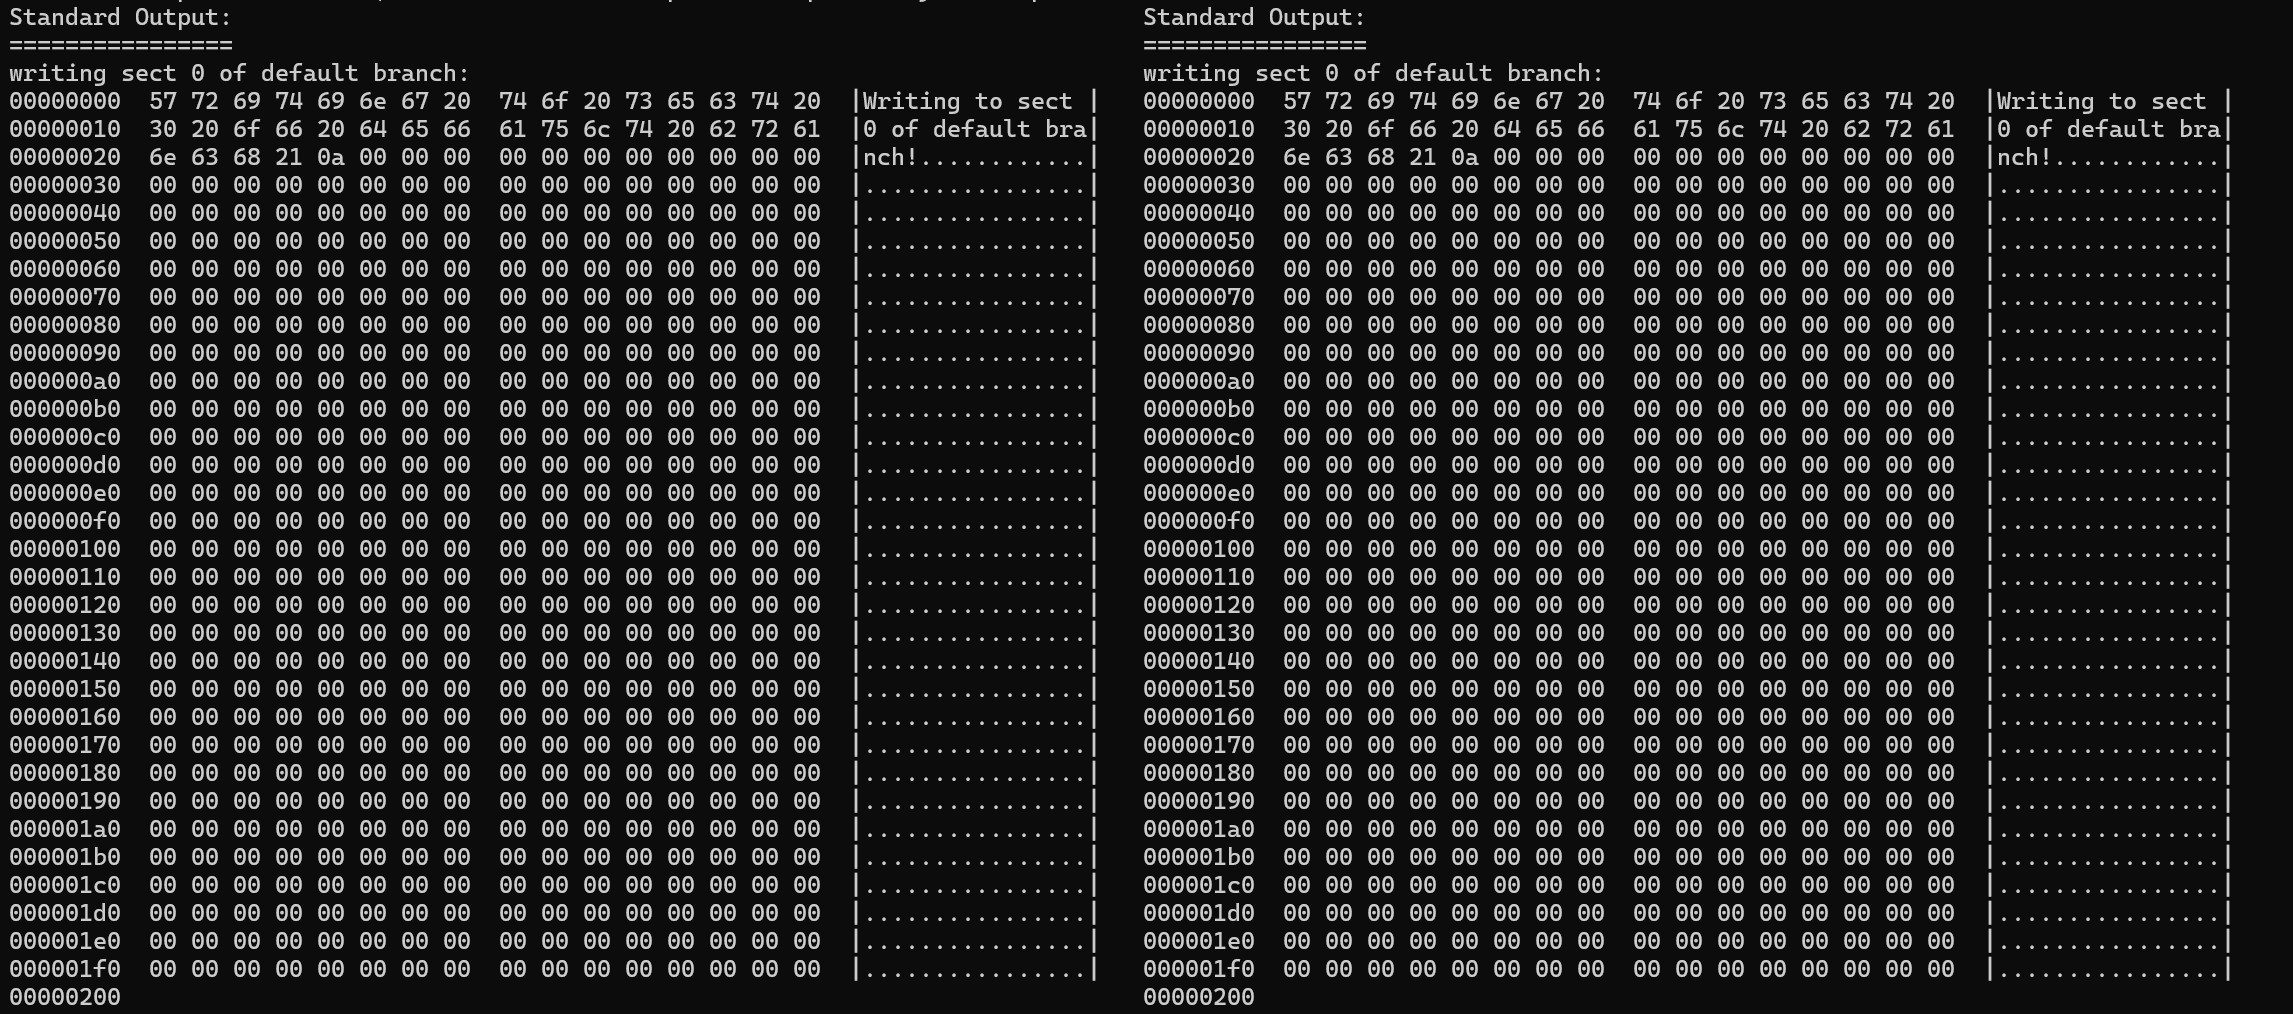 Standard Output:
================
writing sect 0 of default branch:
00000000  57 72 69 74 69 6e 67 20  74 6f 20 73 65 63 74 20  |Writing to sect |
00000010  30 20 6f 66 20 64 65 66  61 75 6c 74 20 62 72 61  |0 of default bra|
00000020  6e 63 68 21 0a 00 00 00  00 00 00 00 00 00 00 00  |nch!............|
00000030  00 00 00 00 00 00 00 00  00 00 00 00 00 00 00 00  |................|
00000040  00 00 00 00 00 00 00 00  00 00 00 00 00 00 00 00  |................|
00000050  00 00 00 00 00 00 00 00  00 00 00 00 00 00 00 00  |................|
00000060  00 00 00 00 00 00 00 00  00 00 00 00 00 00 00 00  |................|
00000070  00 00 00 00 00 00 00 00  00 00 00 00 00 00 00 00  |................|
00000080  00 00 00 00 00 00 00 00  00 00 00 00 00 00 00 00  |................|
00000090  00 00 00 00 00 00 00 00  00 00 00 00 00 00 00 00  |................|
000000a0  00 00 00 00 00 00 00 00  00 00 00 00 00 00 00 00  |................|
000000b0  00 00 00 00 00 00 00 00  00 00 00 00 00 00 00 00  |................|
000000c0  00 00 00 00 00 00 00 00  00 00 00 00 00 00 00 00  |................|
000000d0  00 00 00 00 00 00 00 00  00 00 00 00 00 00 00 00  |................|
000000e0  00 00 00 00 00 00 00 00  00 00 00 00 00 00 00 00  |................|
000000f0  00 00 00 00 00 00 00 00  00 00 00 00 00 00 00 00  |................|
00000100  00 00 00 00 00 00 00 00  00 00 00 00 00 00 00 00  |................|
00000110  00 00 00 00 00 00 00 00  00 00 00 00 00 00 00 00  |................|
00000120  00 00 00 00 00 00 00 00  00 00 00 00 00 00 00 00  |................|
00000130  00 00 00 00 00 00 00 00  00 00 00 00 00 00 00 00  |................|
00000140  00 00 00 00 00 00 00 00  00 00 00 00 00 00 00 00  |................|
00000150  00 00 00 00 00 00 00 00  00 00 00 00 00 00 00 00  |................|
00000160  00 00 00 00 00 00 00 00  00 00 00 00 00 00 00 00  |................|
00000170  00 00 00 00 00 00 00 00  00 00 00 00 00 00 00 00  |................|
00000180  00 00 00 00 00 00 00 00  00 00 00 00 00 00 00 00  |................|
00000190  00 00 00 00 00 00 00 00  00 00 00 00 00 00 00 00  |................|
000001a0  00 00 00 00 00 00 00 00  00 00 00 00 00 00 00 00  |................|
000001b0  00 00 00 00 00 00 00 00  00 00 00 00 00 00 00 00  |................|
000001c0  00 00 00 00 00 00 00 00  00 00 00 00 00 00 00 00  |................|
000001d0  00 00 00 00 00 00 00 00  00 00 00 00 00 00 00 00  |................|
000001e0  00 00 00 00 00 00 00 00  00 00 00 00 00 00 00 00  |................|
000001f0  00 00 00 00 00 00 00 00  00 00 00 00 00 00 00 00  |................|
00000200
Standard Output:
================
writing sect 0 of default branch:
00000000  57 72 69 74 69 6e 67 20  74 6f 20 73 65 63 74 20  |Writing to sect |
00000010  30 20 6f 66 20 64 65 66  61 75 6c 74 20 62 72 61  |0 of default bra|
00000020  6e 63 68 21 0a 00 00 00  00 00 00 00 00 00 00 00  |nch!............|
00000030  00 00 00 00 00 00 00 00  00 00 00 00 00 00 00 00  |................|
00000040  00 00 00 00 00 00 00 00  00 00 00 00 00 00 00 00  |................|
00000050  00 00 00 00 00 00 00 00  00 00 00 00 00 00 00 00  |................|
00000060  00 00 00 00 00 00 00 00  00 00 00 00 00 00 00 00  |................|
00000070  00 00 00 00 00 00 00 00  00 00 00 00 00 00 00 00  |................|
00000080  00 00 00 00 00 00 00 00  00 00 00 00 00 00 00 00  |................|
00000090  00 00 00 00 00 00 00 00  00 00 00 00 00 00 00 00  |................|
000000a0  00 00 00 00 00 00 00 00  00 00 00 00 00 00 00 00  |................|
000000b0  00 00 00 00 00 00 00 00  00 00 00 00 00 00 00 00  |................|
000000c0  00 00 00 00 00 00 00 00  00 00 00 00 00 00 00 00  |................|
000000d0  00 00 00 00 00 00 00 00  00 00 00 00 00 00 00 00  |................|
000000e0  00 00 00 00 00 00 00 00  00 00 00 00 00 00 00 00  |................|
000000f0  00 00 00 00 00 00 00 00  00 00 00 00 00 00 00 00  |................|
00000100  00 00 00 00 00 00 00 00  00 00 00 00 00 00 00 00  |................|
00000110  00 00 00 00 00 00 00 00  00 00 00 00 00 00 00 00  |................|
00000120  00 00 00 00 00 00 00 00  00 00 00 00 00 00 00 00  |................|
00000130  00 00 00 00 00 00 00 00  00 00 00 00 00 00 00 00  |................|
00000140  00 00 00 00 00 00 00 00  00 00 00 00 00 00 00 00  |................|
00000150  00 00 00 00 00 00 00 00  00 00 00 00 00 00 00 00  |................|
00000160  00 00 00 00 00 00 00 00  00 00 00 00 00 00 00 00  |................|
00000170  00 00 00 00 00 00 00 00  00 00 00 00 00 00 00 00  |................|
00000180  00 00 00 00 00 00 00 00  00 00 00 00 00 00 00 00  |................|
00000190  00 00 00 00 00 00 00 00  00 00 00 00 00 00 00 00  |................|
000001a0  00 00 00 00 00 00 00 00  00 00 00 00 00 00 00 00  |................|
000001b0  00 00 00 00 00 00 00 00  00 00 00 00 00 00 00 00  |................|
000001c0  00 00 00 00 00 00 00 00  00 00 00 00 00 00 00 00  |................|
000001d0  00 00 00 00 00 00 00 00  00 00 00 00 00 00 00 00  |................|
000001e0  00 00 00 00 00 00 00 00  00 00 00 00 00 00 00 00  |................|
000001f0  00 00 00 00 00 00 00 00  00 00 00 00 00 00 00 00  |................|
00000200